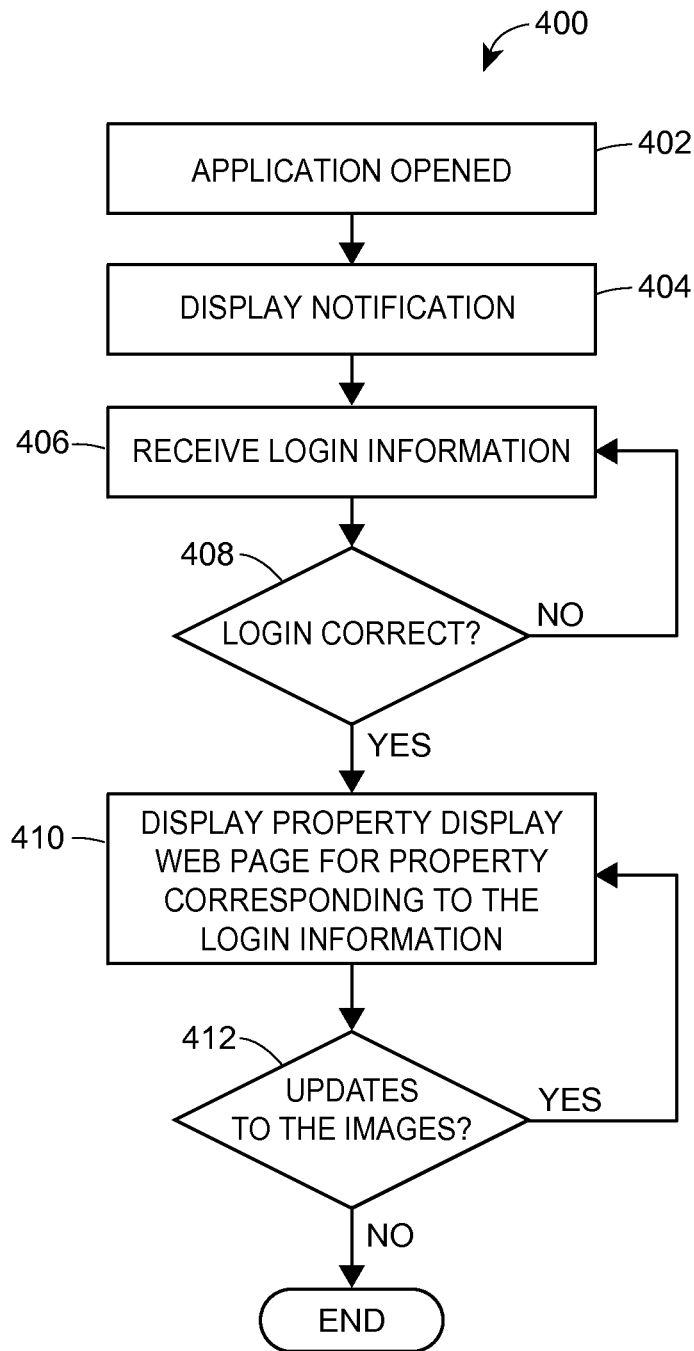 400
APPLICATION OPENED
402
DISPLAY NOTIFICATION
404
406
RECEIVE LOGIN INFORMATION
408
LOGIN CORRECT?
NO
YES
410
DISPLAY PROPERTY DISPLAY
WEB PAGE FOR PROPERTY
CORRESPONDING TO THE
LOGIN INFORMATION
412
UPDATES
TO THE IMAGES?
YES
NO
END